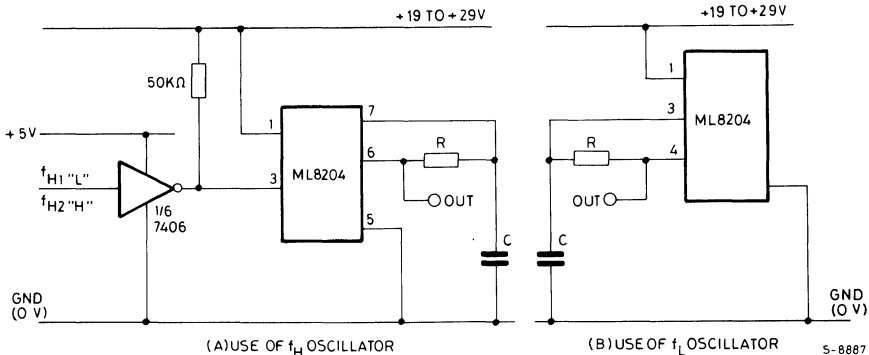 +19 TO +29V
50KΩ
+5V
fH1 "L"
fH2 "H"
1/6
7406
1
3
ML8204
7
6
5
R
OUT
C
GND
(0 V)
(A) USE OF fH OSCILLATOR
+19 TO +29V
1
3
4
ML8204
R
OUT
C
GND
(0V)
(B) USE OF fL OSCILLATOR
S-8887